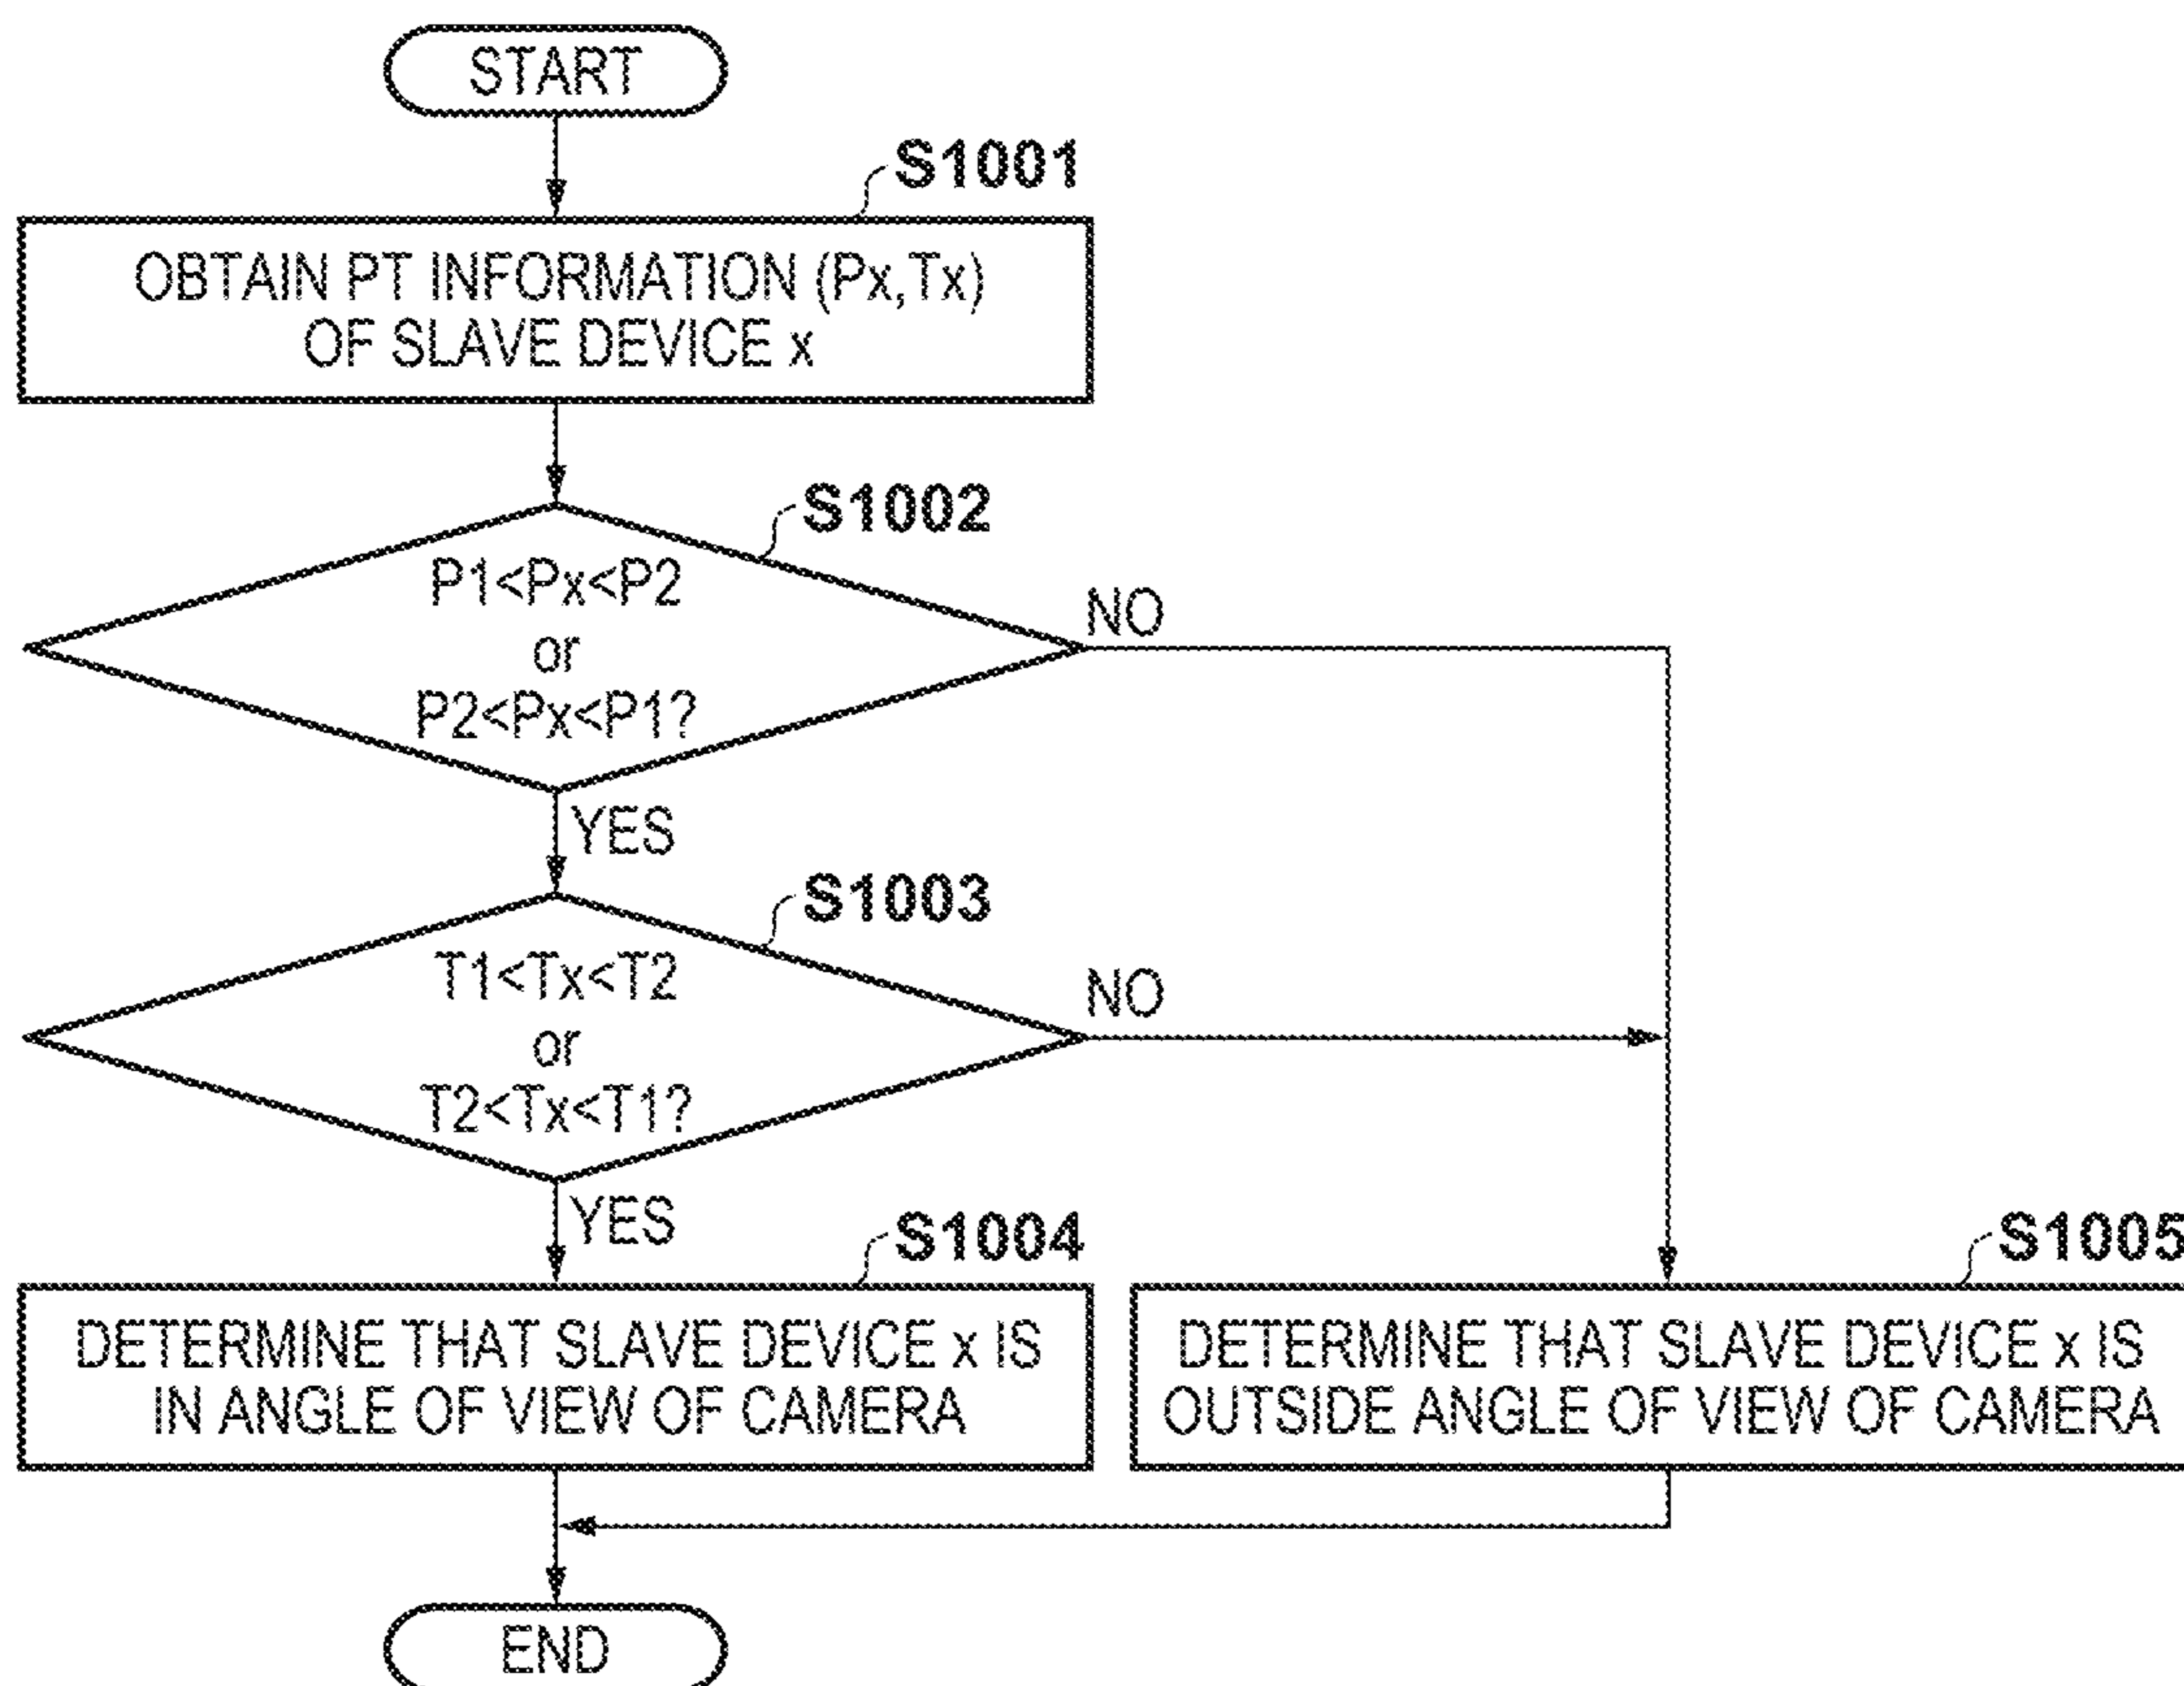 START
S1001
OBTAIN PT INFORMATION (Px,Tx)
OF SLAVE DEVICE x
S1002
P1<Px<P2
or
P2<Px<P1?
NO
YES
S1003
T1<Tx<T2
or
T2<Tx<T1?
NO
YES
S1004
DETERMINE THAT SLAVE DEVICE x IS
IN ANGLE OF VIEW OF CAMERA
S1005
DETERMINE THAT SLAVE DEVICE x IS
OUTSIDE ANGLE OF VIEW OF CAMERA
END